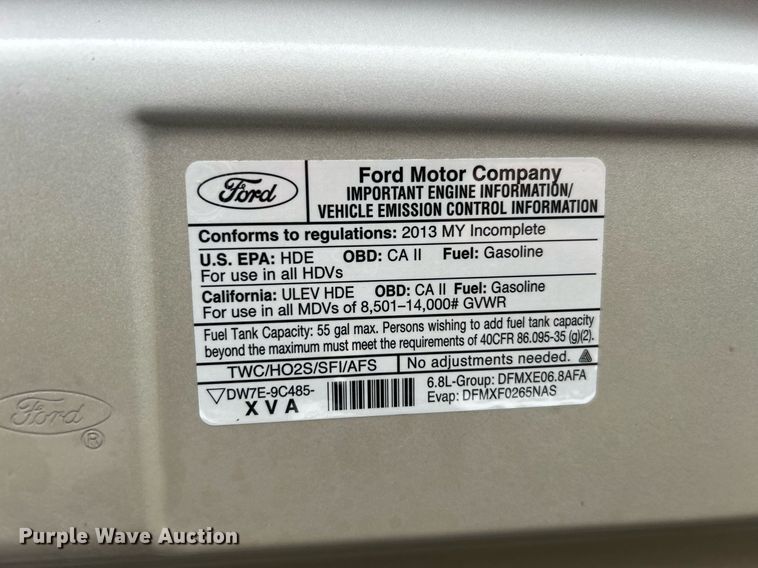 Ford
Ford Motor Company
IMPORTANT ENGINE INFORMATION/
VEHICLE EMISSION CONTROL INFORMATION
Conforms to regulations: 2013 MY Incomplete
U.S. EPA: HDE OBD: CA II Fuel: Gasoline
For use in all HDVs
California: ULEV HDE OBD: CA II Fuel: Gasoline
For use in all MDVs of 8,501–14,000# GVWR
Fuel Tank Capacity: 55 gal max. Persons wishing to add fuel tank capacity
beyond the maximum must meet the requirements of 40CFR 86.095-35 (g)(2).
TWC/HO2S/SFI/AFS No adjustments needed.
DW7E-9C485-
XVA
6.8L-Group: DFMXE06.8AFA
Evap: DFMXF0265NAS
Ford ®
Purple Wave Auction